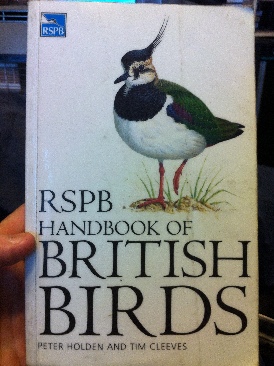 RSPB
RSPB
HANDBOOK OF
BRITISH
BIRDS
PETER HOLDEN AND TIM CLEEVES